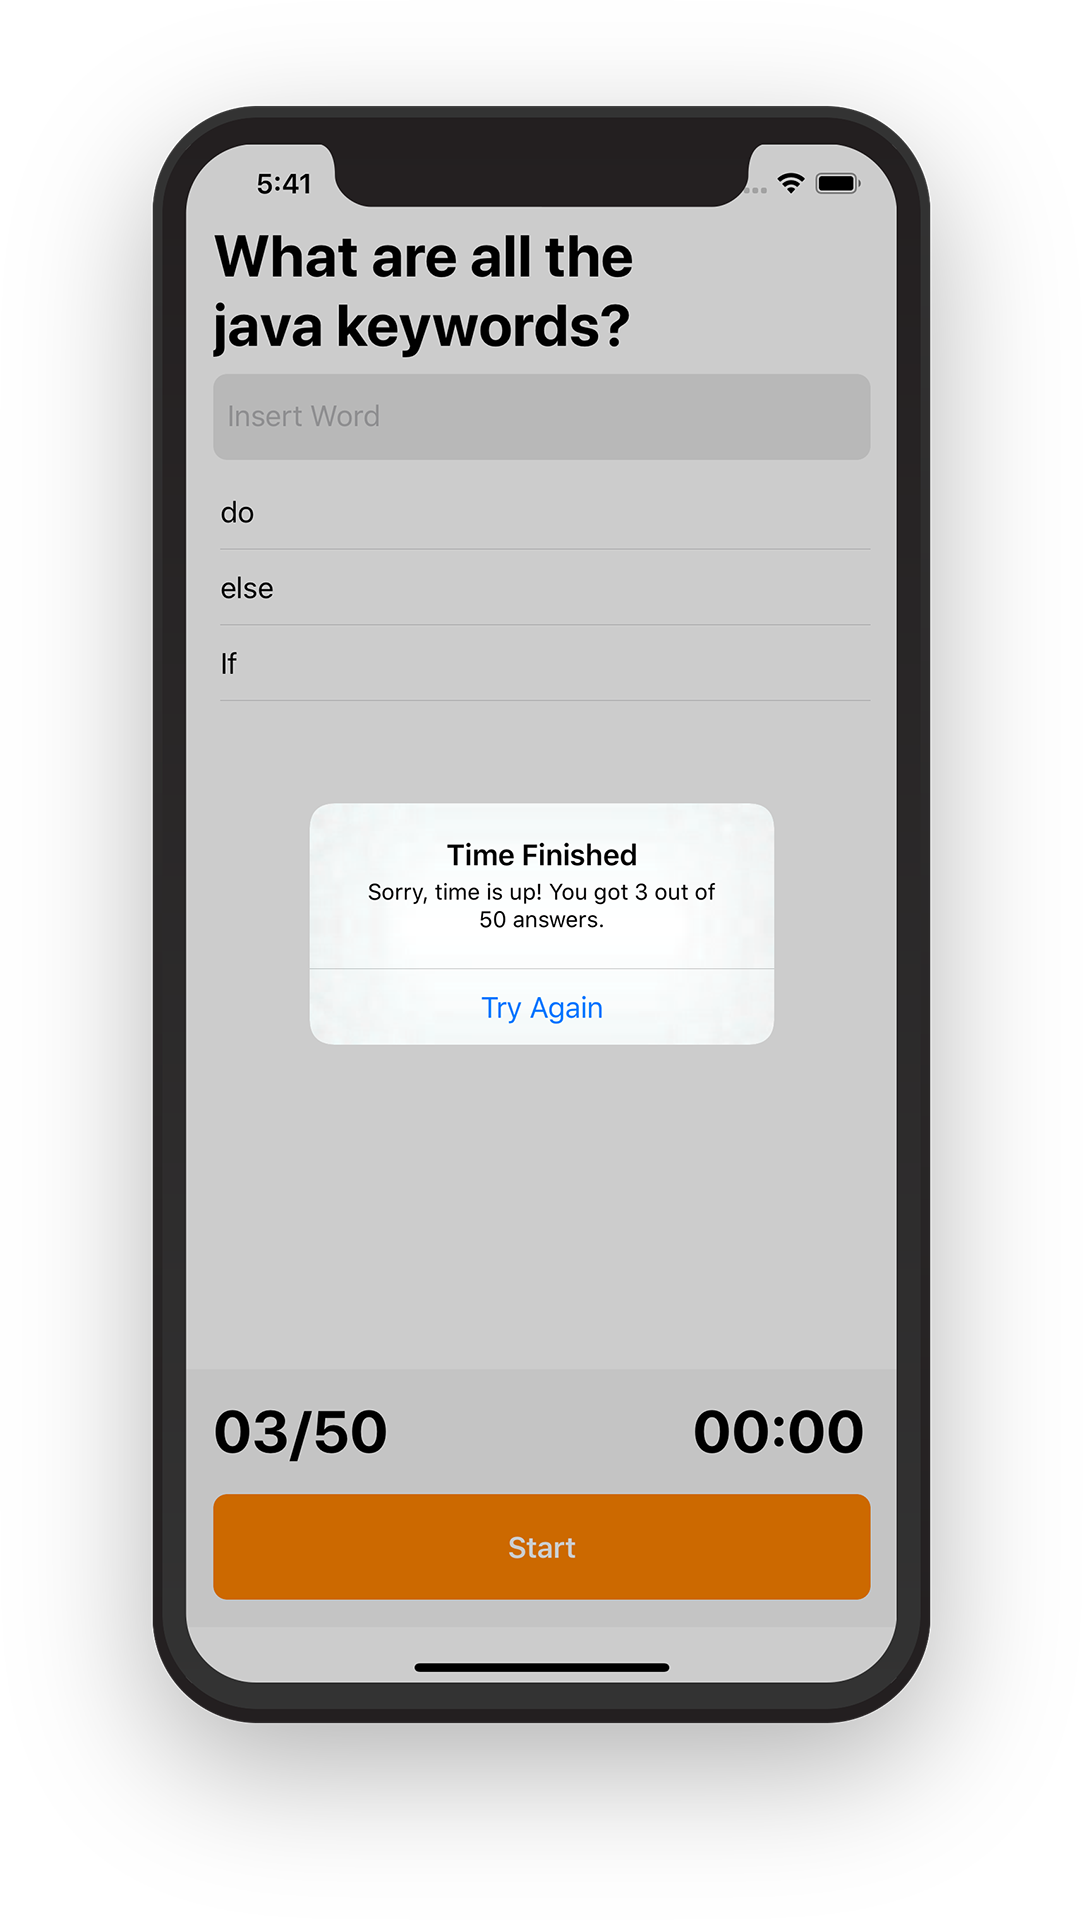 5:41
What are all the
java keywords?
Insert Word
do
else
If
Time Finished
Sorry, time is up! You got 3 out of
50 answers.
Try Again
03/50
00:00
Start